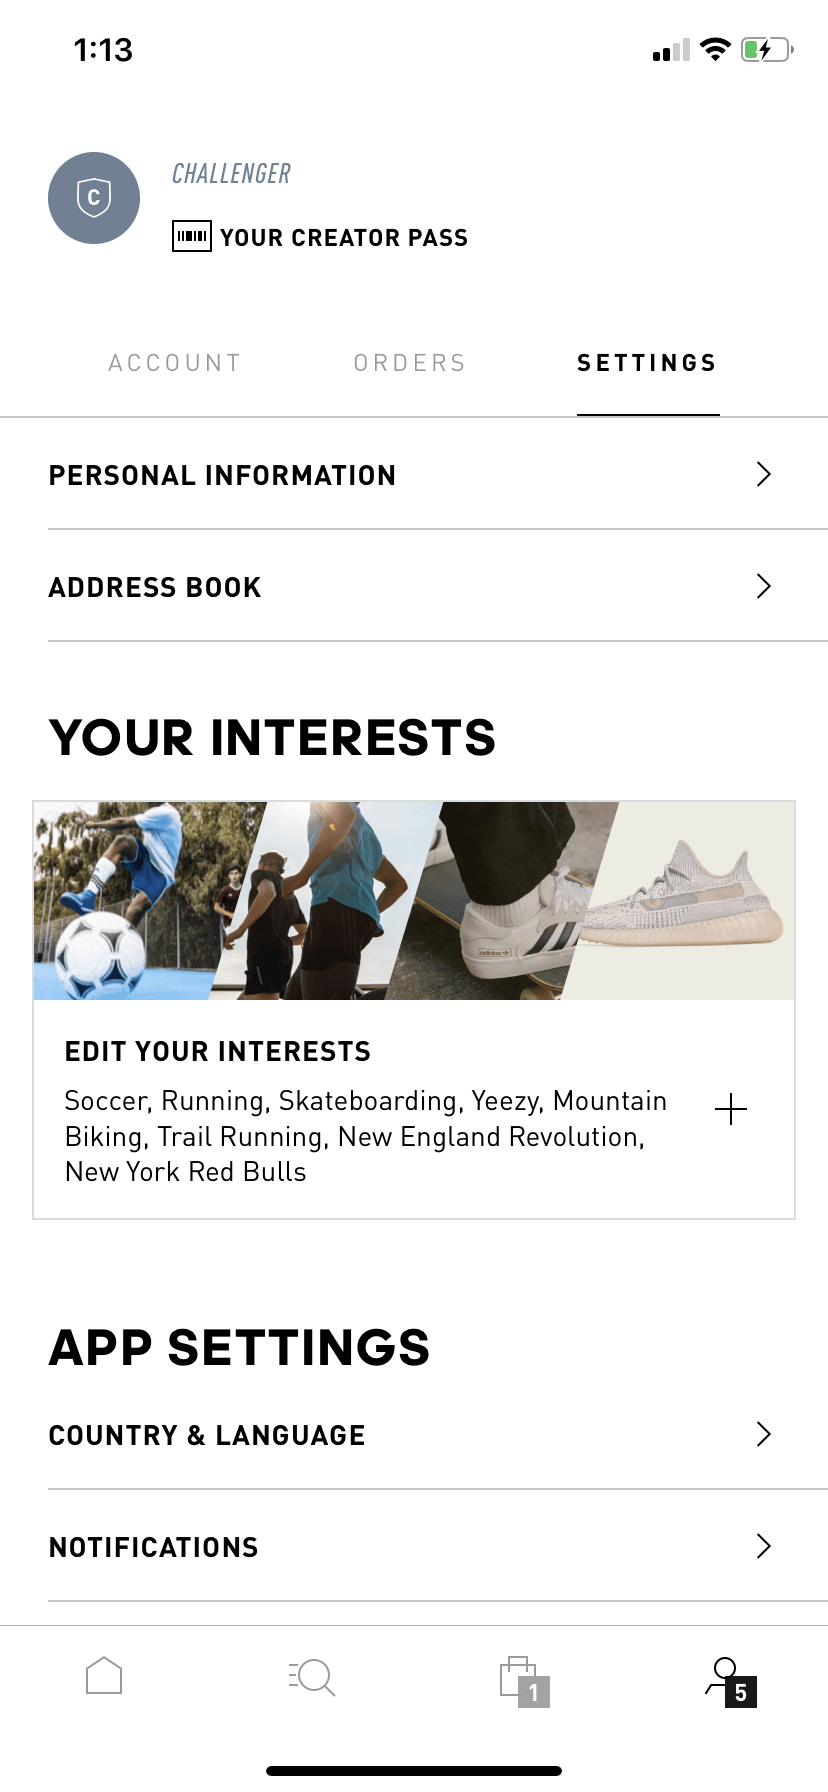 1:13
C
CHALLENGER
YOUR CREATOR PASS
ACCOUNT ORDERS SETTINGS
PERSONAL INFORMATION
ADDRESS BOOK
YOUR INTERESTS
adidas
EDIT YOUR INTERESTS
Soccer, Running, Skateboarding, Yeezy, Mountain
Biking, Trail Running, New England Revolution,
New York Red Bulls
APP SETTINGS
COUNTRY & LANGUAGE
NOTIFICATIONS
1 5